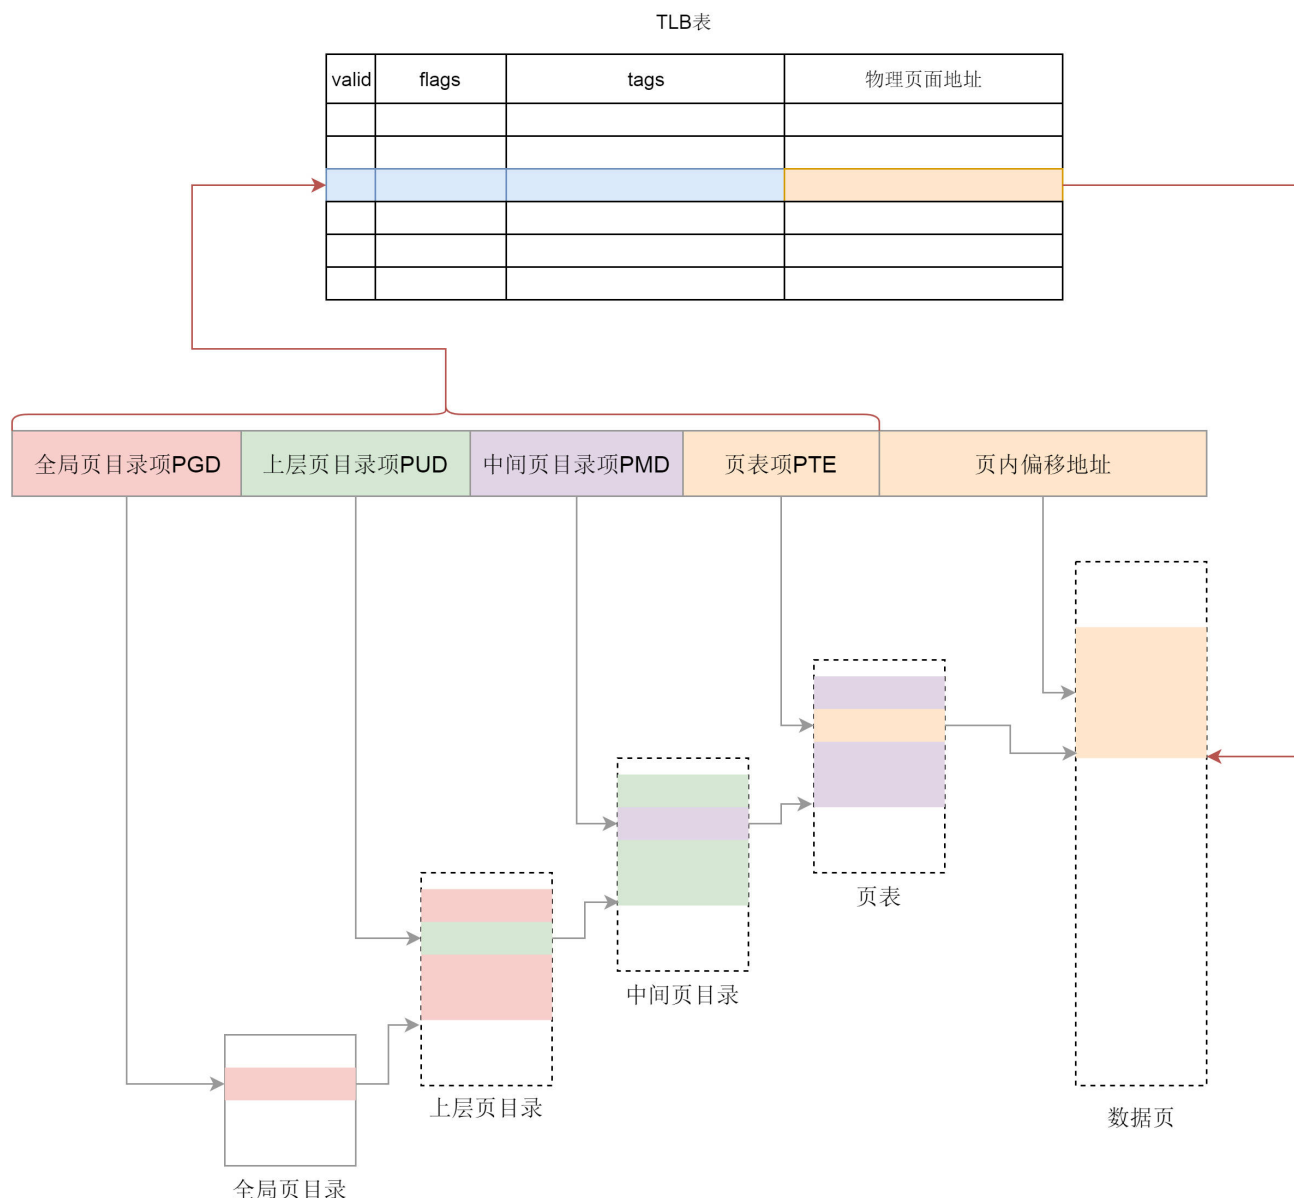 TLB表
valid flags tags 物理页面地址
全局页目录项PGD 上层页目录项PUD 中间页目录项PMD 页表项PTE 页内偏移地址
页表
中间页目录
上层页目录
数据页
全局页目录